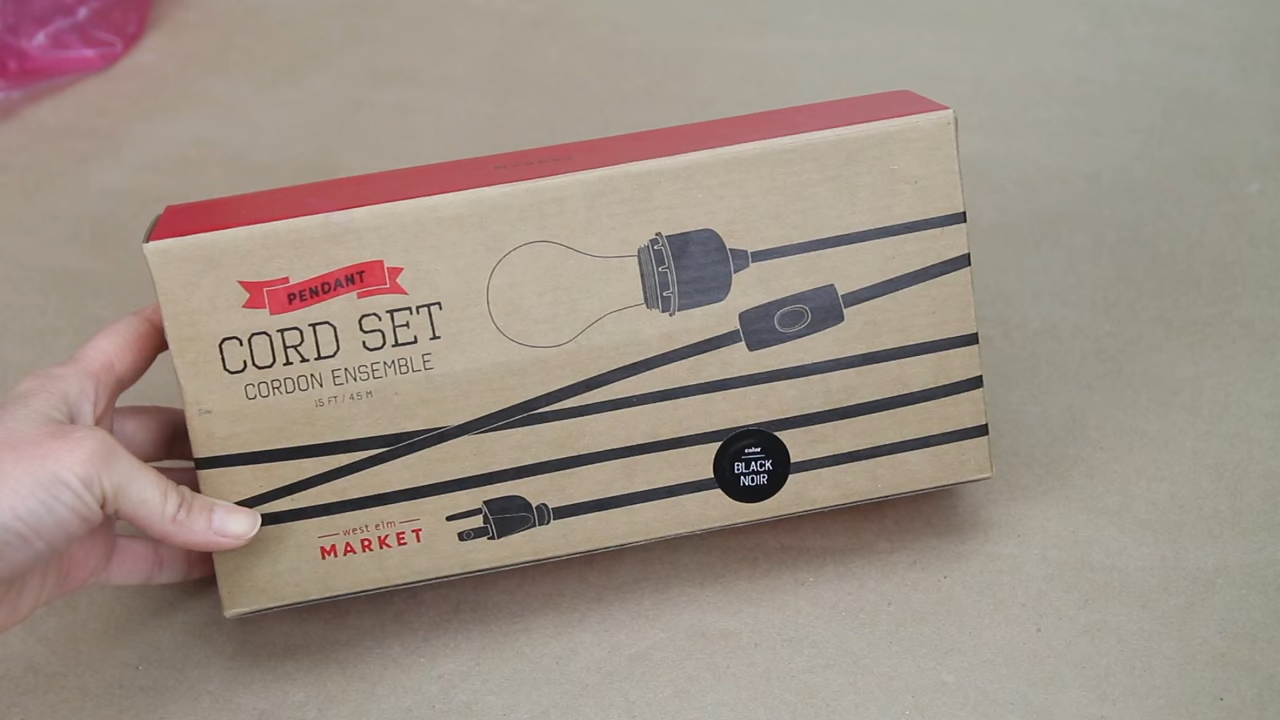 PENDANT
CORD SET
CORDON ENSEMBLE
15 FT / 4.5 M
color
BLACK
NOIR
west elm
MARKET